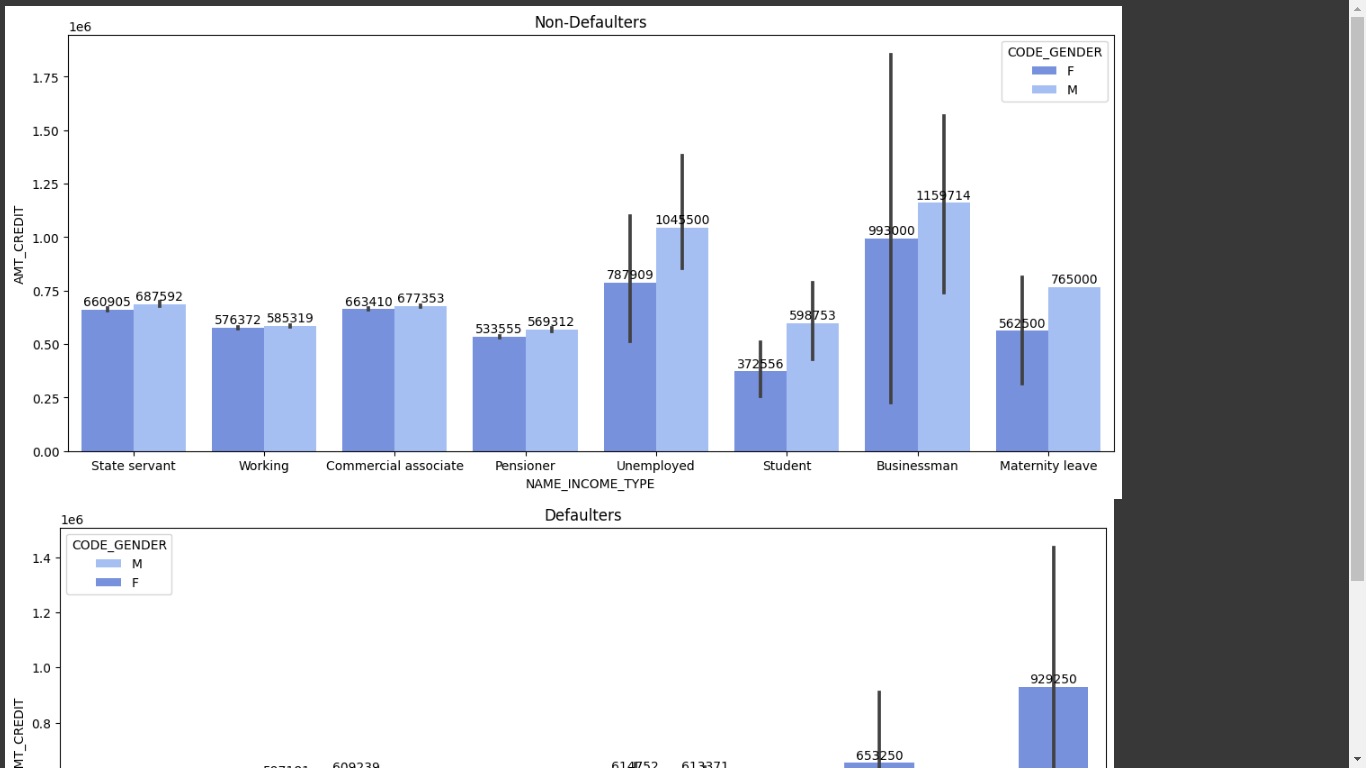 Non-Defaulters
1e6
CODE_GENDER
F
M
1.75
1.50
1.25
1.00
0.75
0.50
0.25
0.00
AMT_CREDIT
660905 687592
576372 585319
663410 677353
533555 569312
787909 1045500
372556 598753
993000 1159714
562500 765000
State servant Working Commercial associate Pensioner Unemployed Student Businessman Maternity leave
NAME_INCOME_TYPE
Defaulters
1e6
CODE_GENDER
M
F
1.4
1.2
1.0
0.8
609239 614752 613371 653250 929250